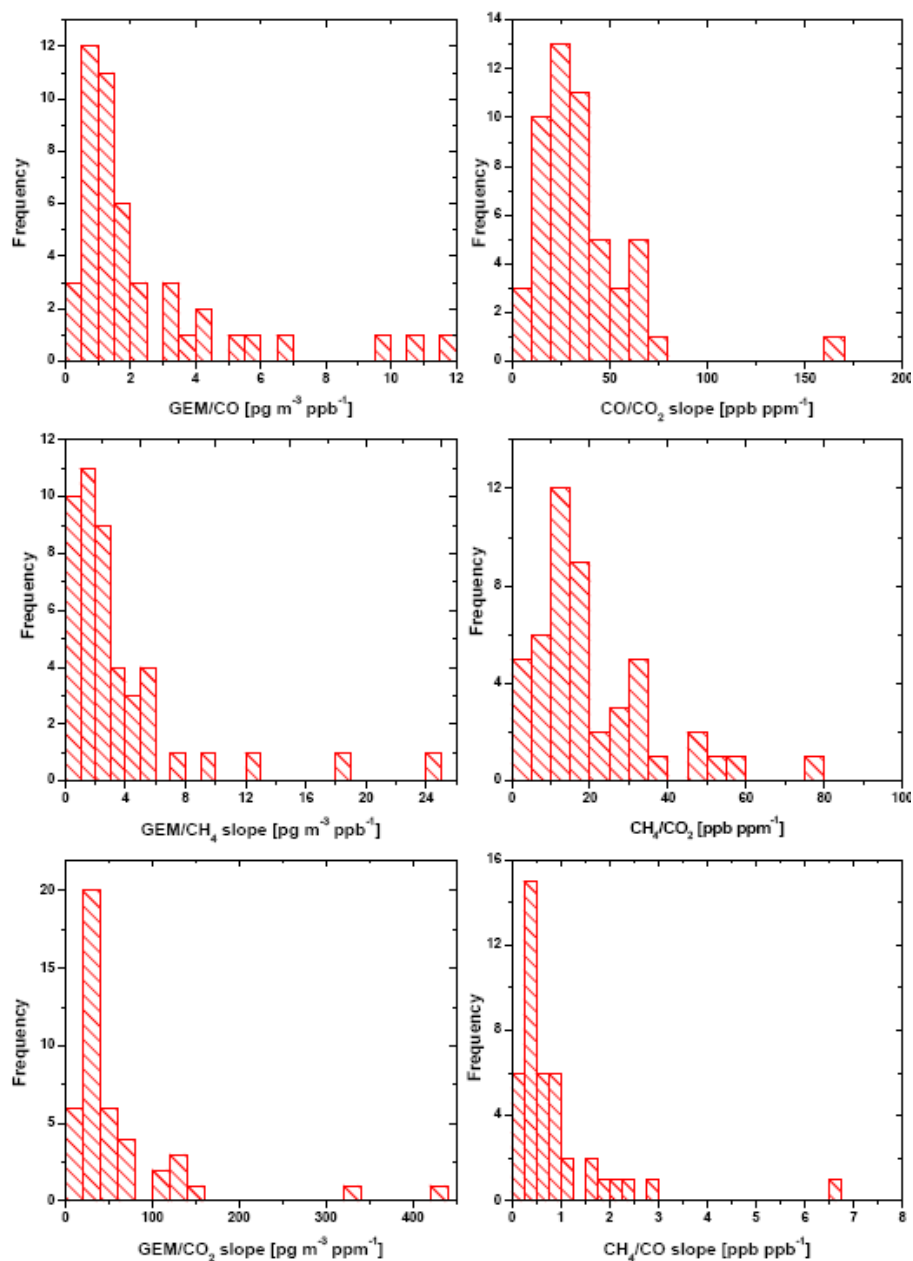 12
10
8
6
4
2
0
Frequency
0 2 4 6 8 10 12
GEM/CO [pg m⁻³ ppb⁻¹]
14
12
10
8
6
4
2
0
Frequency
0 50 100 150 200
CO/CO₂ slope [ppb ppm⁻¹]
12
10
8
6
4
2
0
Frequency
0 4 8 12 16 20 24
GEM/CH₄ slope [pg m⁻³ ppb⁻¹]
12
8
4
0
Frequency
0 20 40 60 80 100
CH₄/CO₂ [ppb ppm⁻¹]
20
15
10
5
0
Frequency
0 100 200 300 400
GEM/CO₂ slope [pg m⁻³ ppm⁻¹]
16
12
8
4
0
Frequency
0 1 2 3 4 5 6 7 8
CH₄/CO slope [ppb ppb⁻¹]